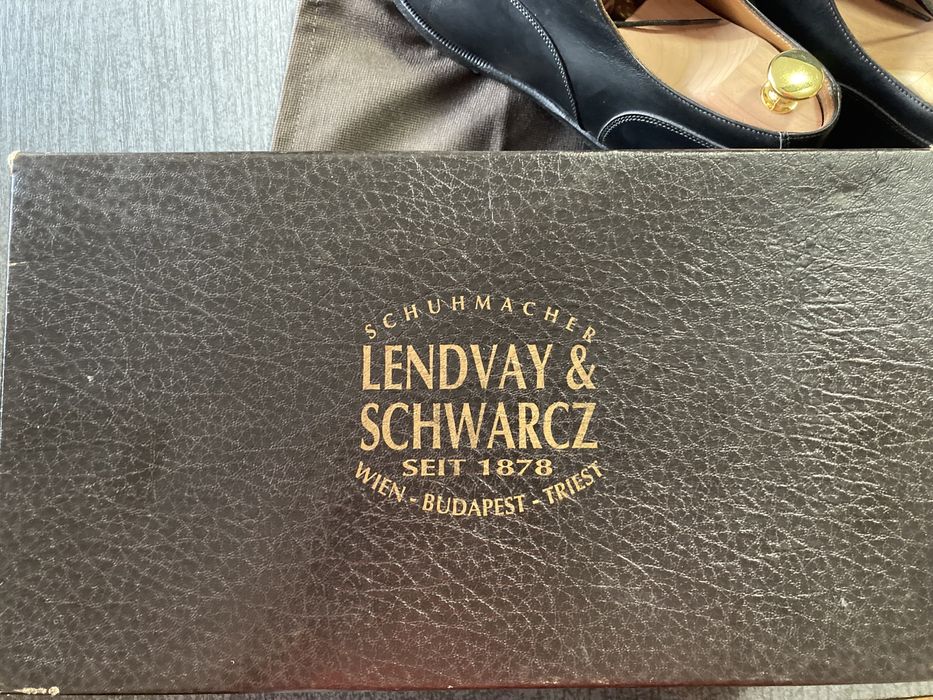 SCHUHMACHER
LENDVAY &
SCHWARCZ
SEIT 1878
WIEN - BUDAPEST - TRIEST